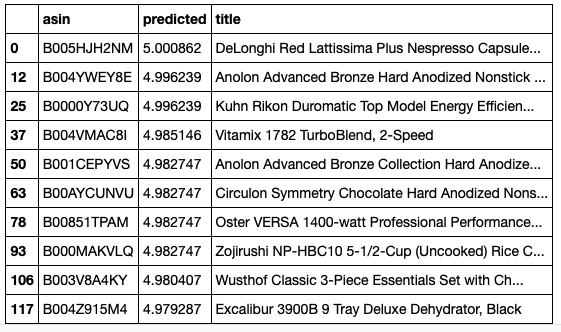 asin predicted title
0 B005HJH2NM 5.000862 DeLonghi Red Lattissima Plus Nespresso Capsule...
12 B004YWEY8E 4.996239 Anolon Advanced Bronze Hard Anodized Nonstick ...
25 B0000Y73UQ 4.996239 Kuhn Rikon Duromatic Top Model Energy Efficien...
37 B004VMAC8I 4.985146 Vitamix 1782 TurboBlend, 2-Speed
50 B001CEPYVS 4.982747 Anolon Advanced Bronze Collection Hard Anodize...
63 B00AYCUNVU 4.982747 Circulon Symmetry Chocolate Hard Anodized Nons...
78 B00851TPAM 4.982747 Oster VERSA 1400-watt Professional Performance...
93 B000MAKVLQ 4.982747 Zojirushi NP-HBC10 5-1/2-Cup (Uncooked) Rice C...
106 B003V8A4KY 4.980407 Wusthof Classic 3-Piece Essentials Set with Ch...
117 B004Z915M4 4.979287 Excalibur 3900B 9 Tray Deluxe Dehydrator, Black